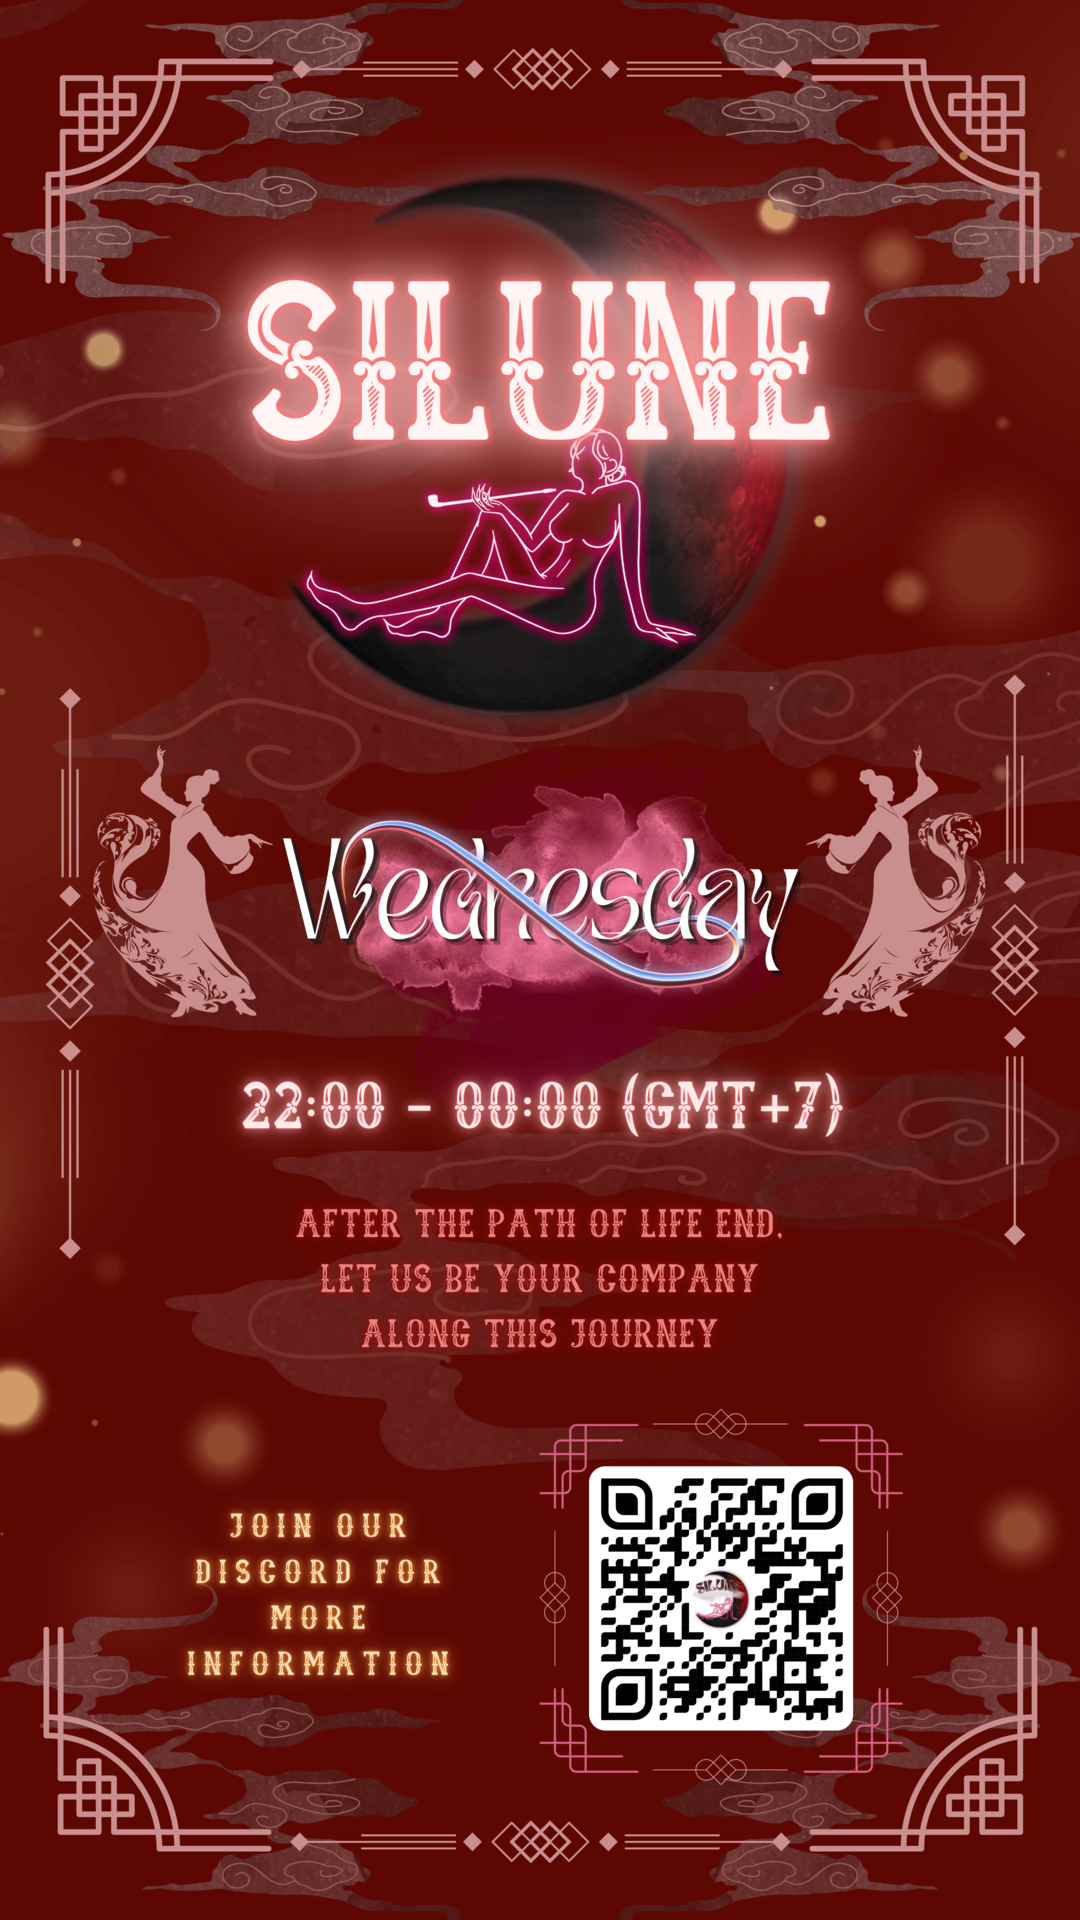 SILUNE
Wednesday
22:00 - 00:00 (GMT+7)
AFTER THE PATH OF LIFE END,
LET US BE YOUR COMPANY
ALONG THIS JOURNEY
JOIN OUR
DISCORD FOR
MORE
INFORMATION
SILUNE